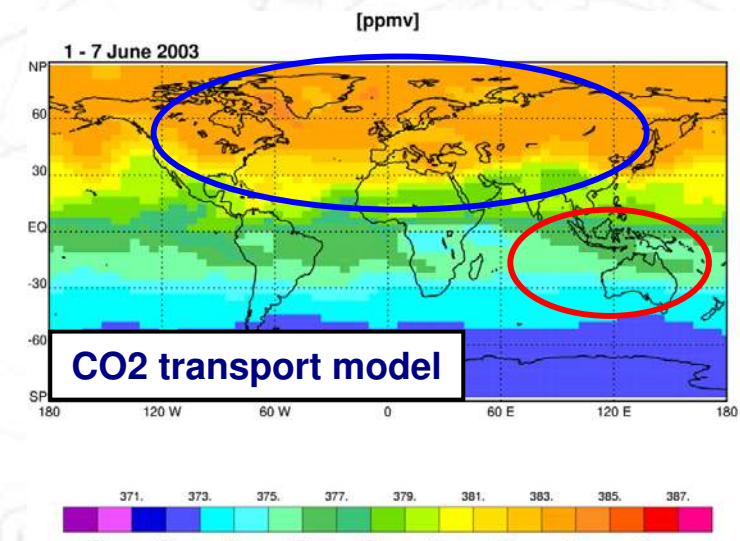 [ppmv]
1 - 7 June 2003
NP
60
30
EQ
-30
-60
CO2 transport model
SP
180 120 W 60 W 0 60 E 120 E 180
371. 373. 375. 377. 379. 381. 383. 385. 387.